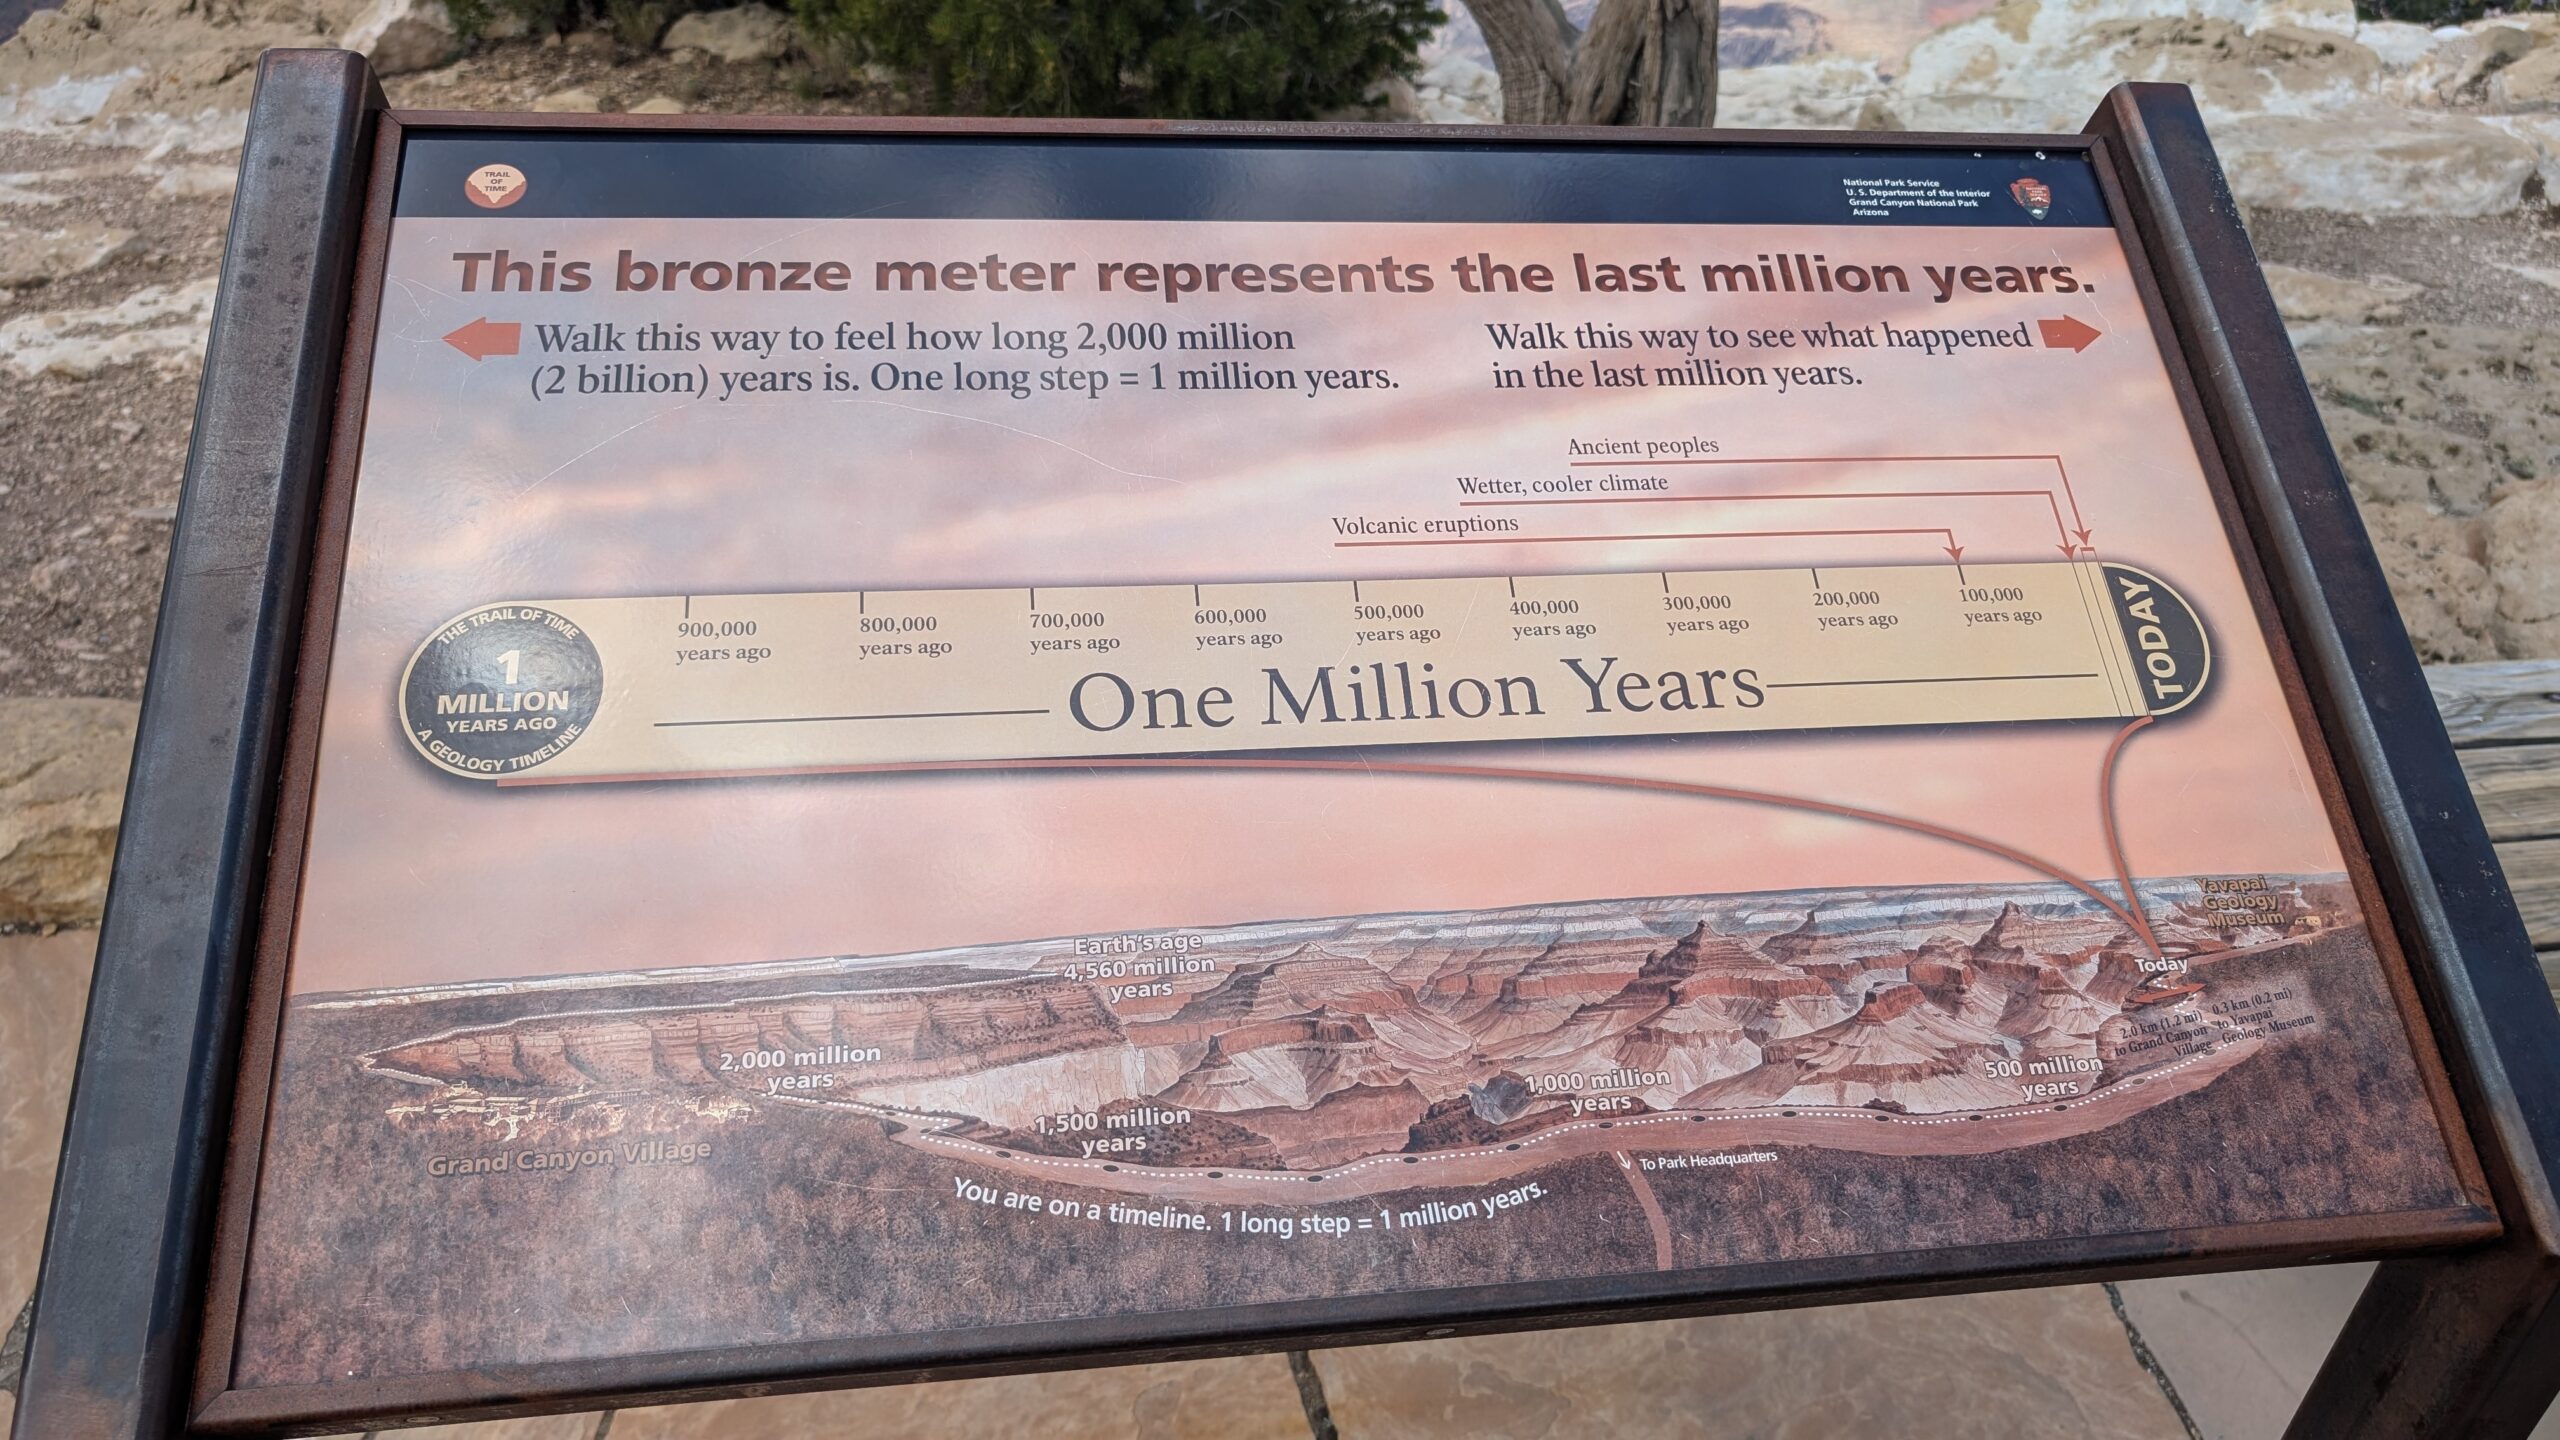 TRAIL
OF
TIME
National Park Service
U. S. Department of the Interior
Grand Canyon National Park
Arizona
This bronze meter represents the last million years.
Walk this way to feel how long 2,000 million
(2 billion) years is. One long step = 1 million years.
Walk this way to see what happened
in the last million years.
Ancient peoples
Wetter, cooler climate
Volcanic eruptions
THE TRAIL OF TIME
1
MILLION
YEARS AGO
A GEOLOGY TIMELINE
900,000
years ago
800,000
years ago
700,000
years ago
600,000
years ago
500,000
years ago
400,000
years ago
300,000
years ago
200,000
years ago
100,000
years ago
TODAY
One Million Years
Yavapai
Geology
Museum
Earth's age
4,560 million
years
Today
2.0 km (1.2 mi)
to Grand Canyon
Village
0.3 km (0.2 mi)
to Yavapai
Geology Museum
2,000 million
years
1,500 million
years
1,000 million
years
500 million
years
Grand Canyon Village
To Park Headquarters
You are on a timeline. 1 long step = 1 million years.